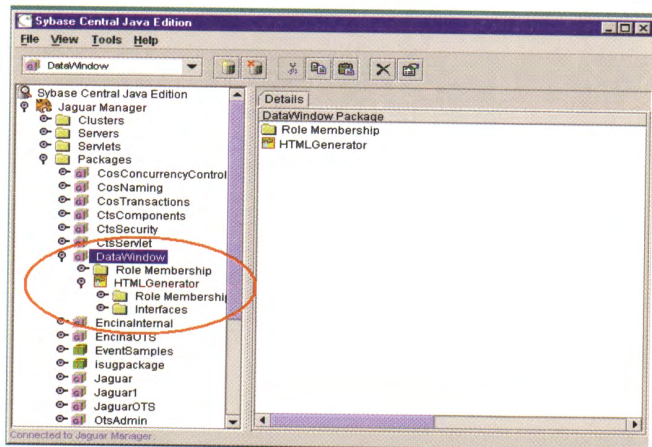 Sybase Central Java Edition
File View Tools Help
DataWindow
Sybase Central Java Edition
Jaguar Manager
Clusters
Servers
Servlets
Packages
CosConcurrencyControl
CosNaming
CosTransactions
CtsComponents
CtsSecurity
CtsServlet
DataWindow
Role Membership
HTMLGenerator
Role Membershi
Interfaces
EncinaInternal
EncinaOTS
EventSamples
isugpackage
Jaguar
Jaguar1
JaguarOTS
OtsAdmin
Details
DataWindow Package
Role Membership
HTMLGenerator
Connected to Jaguar Manager